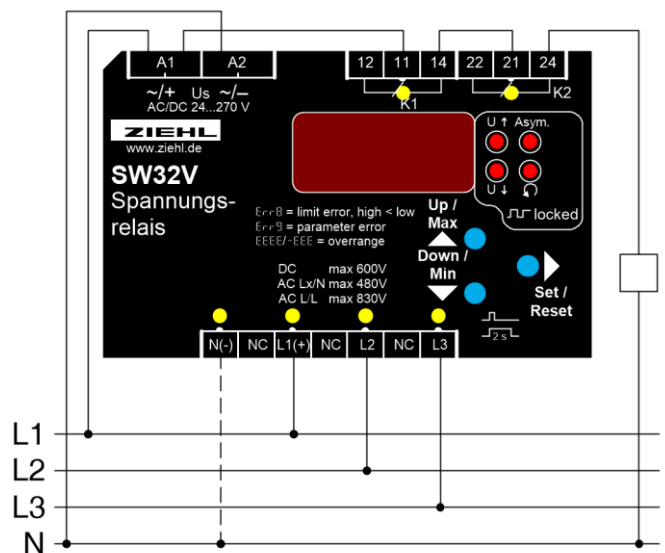 A1 A2 12 11 14 22 21 24
~/+ Us ~/–
AC/DC 24...270 V
K1 K2
ZIEHL
www.ziehl.de
SW32V
Spannungs-
relais
U ↑ Asym.
U ↓
locked
Err8 = limit error, high < low
Err9 = parameter error
EEEE/-EEE = overrange
Up /
Max
Down /
Min
Set /
Reset
DC max 600V
AC Lx/N max 480V
AC L/L max 830V
2 s
N(-) NC L1(+) NC L2 NC L3
L1
L2
L3
N